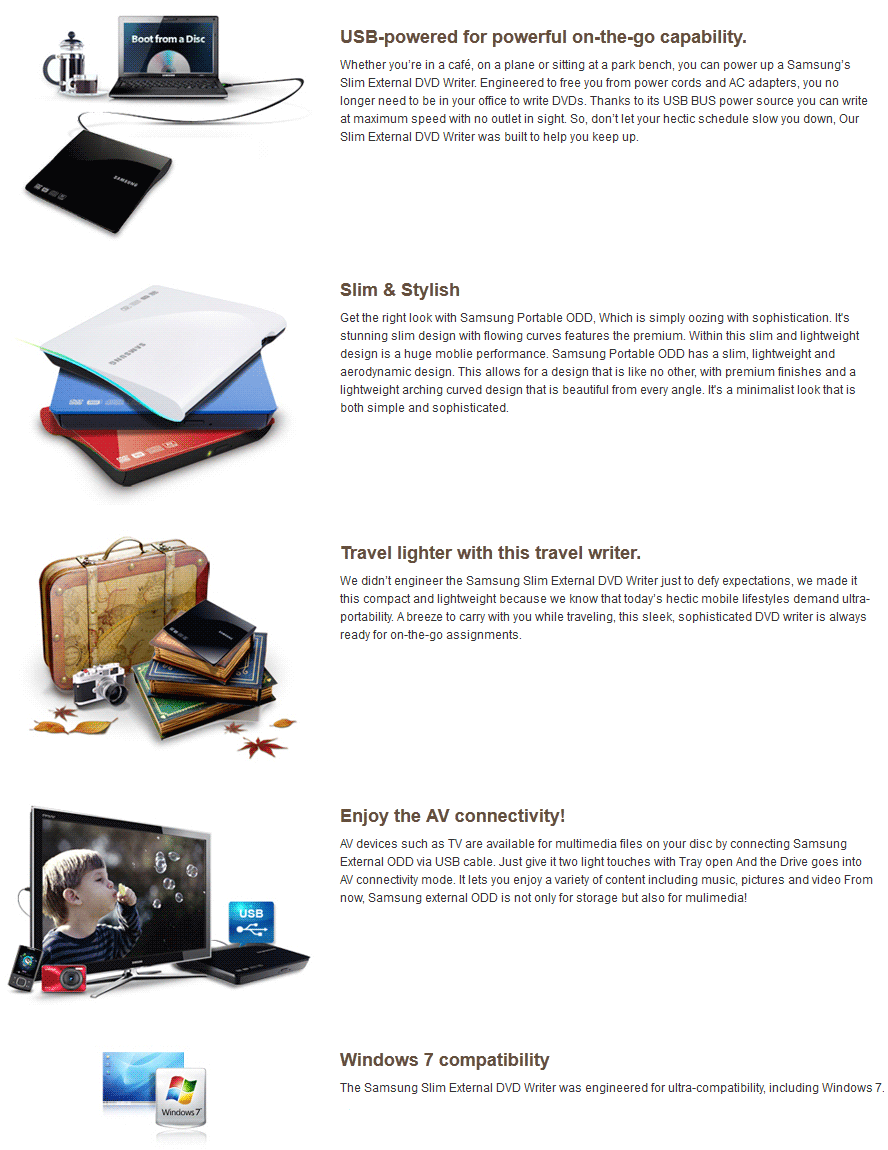 Boot from a Disc
SAMSUNG
USB-powered for powerful on-the-go capability.
Whether you're in a café, on a plane or sitting at a park bench, you can power up a Samsung's
Slim External DVD Writer. Engineered to free you from power cords and AC adapters, you no
longer need to be in your office to write DVDs. Thanks to its USB BUS power source you can write
at maximum speed with no outlet in sight. So, don't let your hectic schedule slow you down, Our
Slim External DVD Writer was built to help you keep up.
SAMSUNG
Slim & Stylish
Get the right look with Samsung Portable ODD, Which is simply oozing with sophistication. It's
stunning slim design with flowing curves features the premium. Within this slim and lightweight
design is a huge moblie performance. Samsung Portable ODD has a slim, lightweight and
aerodynamic design. This allows for a design that is like no other, with premium finishes and a
lightweight arching curved design that is beautiful from every angle. It's a minimalist look that is
both simple and sophisticated.
SAMSUNG
Travel lighter with this travel writer.
We didn't engineer the Samsung Slim External DVD Writer just to defy expectations, we made it
this compact and lightweight because we know that today's hectic mobile lifestyles demand ultra-
portability. A breeze to carry with you while traveling, this sleek, sophisticated DVD writer is always
ready for on-the-go assignments.
USB
Enjoy the AV connectivity!
AV devices such as TV are available for multimedia files on your disc by connecting Samsung
External ODD via USB cable. Just give it two light touches with Tray open And the Drive goes into
AV connectivity mode. It lets you enjoy a variety of content including music, pictures and video From
now, Samsung external ODD is not only for storage but also for mulimedia!
Windows 7
Windows 7 compatibility
The Samsung Slim External DVD Writer was engineered for ultra-compatibility, including Windows 7.